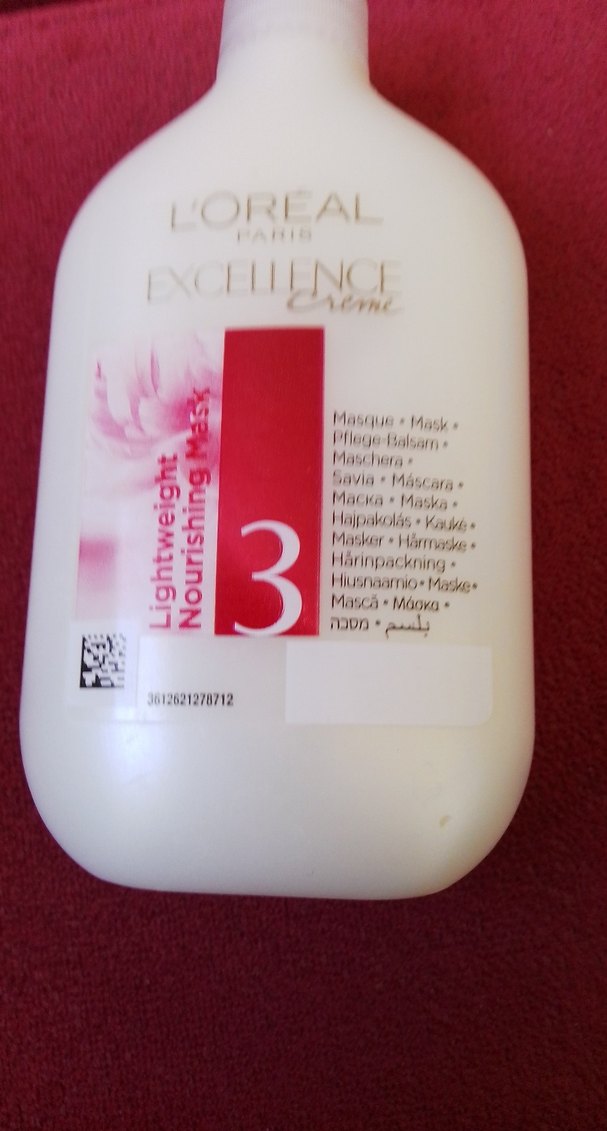 L'ORÉAL
PARIS
EXCELLENCE
Creme
Lightweight
Nourishing Mask
3
Masque • Mask •
Pflege-Balsam •
Maschera •
Savia • Máscara •
Маска • Maska •
Hajpakolás • Kaukė •
Masker • Hårmaske •
Hårinpackning •
Hiusnaamio • Maske •
Mască • Μάσκα •
מסכה • بلسم
3612621278712